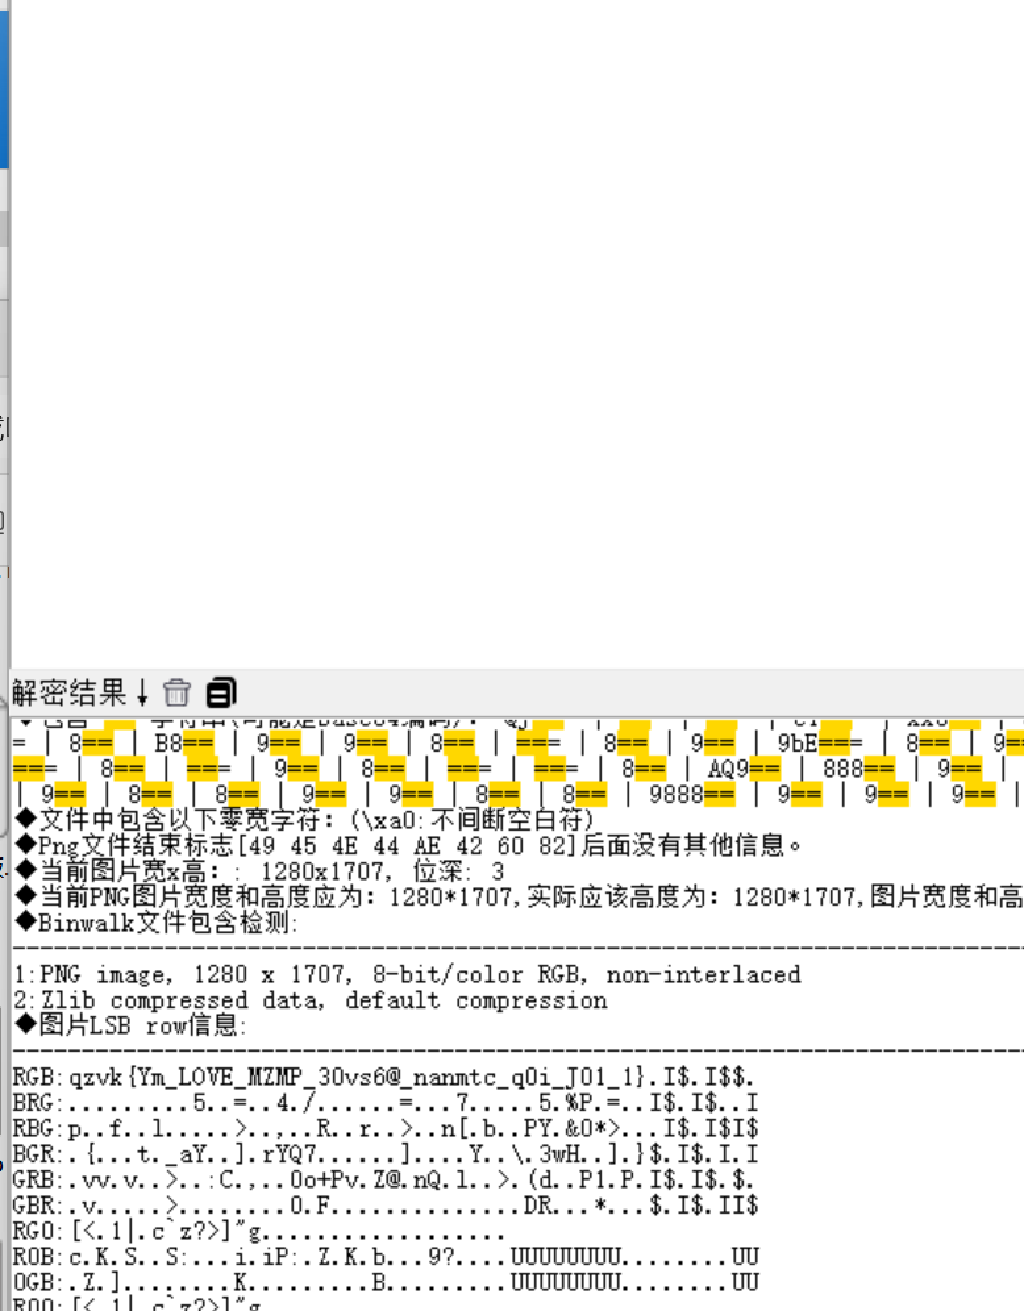 解密结果↓
= | 8== | B8== | 9== | 9== | 8== | === | 8== | 9== | 9bE=== | 8== | 9==
=== | 8== | === | 9== | 8== | === | === | 8== | AQ9== | 888== | 9== |
| 9== | 8== | 8== | 9== | 9== | 8== | 8== | 9888== | 9== | 9== | 9== |
◆文件中包含以下零宽字符：(\xa0:不间断空白符)
◆Png文件结束标志[49 45 4E 44 AE 42 60 82]后面没有其他信息。
◆当前图片宽x高：: 1280x1707, 位深: 3
◆当前PNG图片宽度和高度应为: 1280*1707,实际应该高度为: 1280*1707,图片宽度和高
◆Binwalk文件包含检测:
1:PNG image, 1280 x 1707, 8-bit/color RGB, non-interlaced
2:Zlib compressed data, default compression
◆图片LSB row信息:
RGB:qzvk{Ym_LOVE_MZMP_30vs6@_nanmtc_q0i_J01_1}.I$.I$$.
BRG:.........5..=..4./......=...7.....5.%P.=..I$.I$..I
RBG:p..f..l.....>..,..R..r..>..n[.b..PY.&0*>...I$.I$I$
BGR:.{...t._aY..].rYQ7......]....Y..\.3wH..].}$.I$.I.I
GRB:.vv.v..>..:C.,..0o+Pv.Z@.nQ.l..>.(d..P1.P.I$.I$.$.
GBR:.v.....>........0.F..............DR...*...$.I$.II$
RG0:[<.1|.c`z?>]"g...................
R0B:c.K.S..S:...i.iP:.Z.K.b...9?....UUUUUUUU........UU
0GB:.Z.]........K.........B.........UUUUUUUU........UU
R00:[<.1|.c`z?>]"g